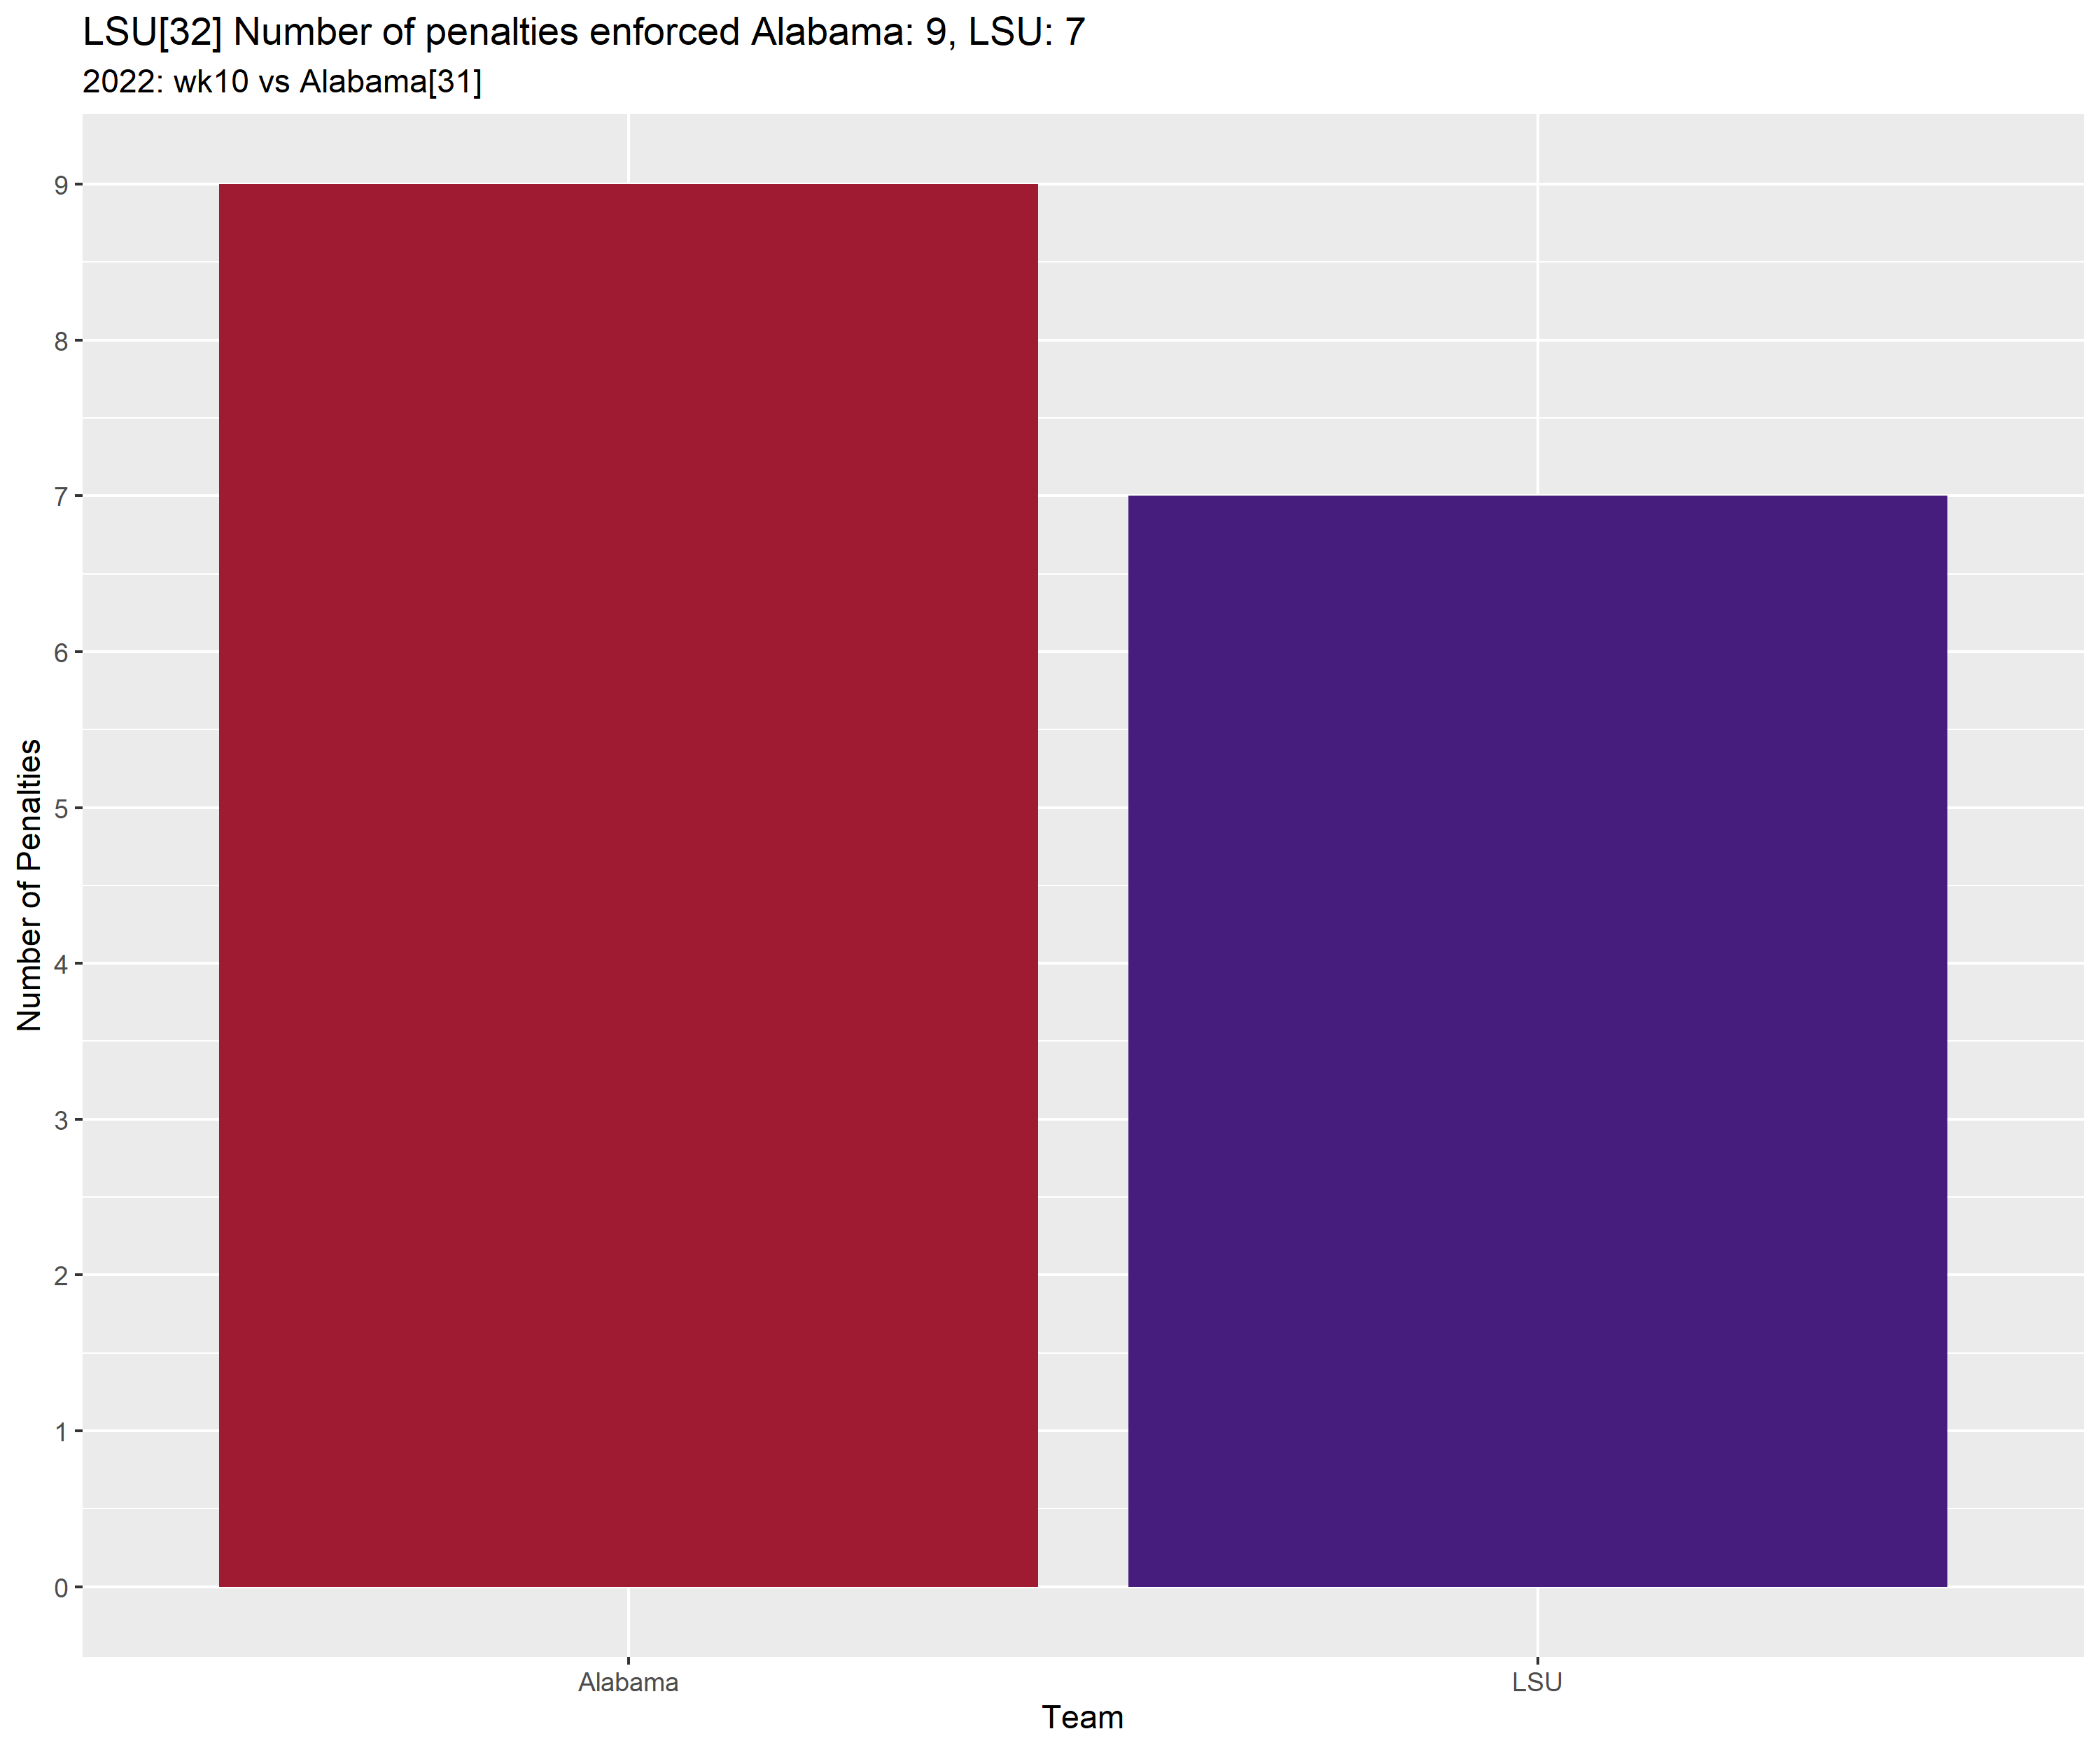 LSU[32] Number of penalties enforced Alabama: 9, LSU: 7
2022: wk10 vs Alabama[31]
Number of Penalties
9
8
7
6
5
4
3
2
1
0
Alabama LSU
Team